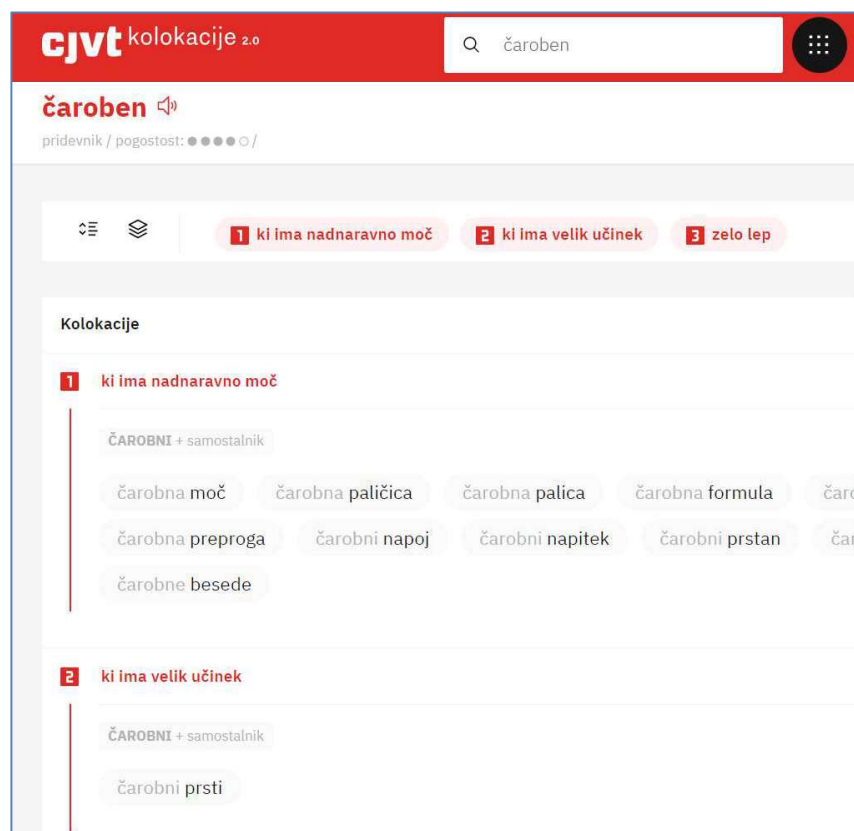 cjvt kolokacije 2.0
čaroben
čaroben
pridevnik / pogostost: /
1 ki ima nadnaravno moč 2 ki ima velik učinek 3 zelo lep
Kolokacije
1 ki ima nadnaravno moč
ČAROBNI + samostalnik
čarobna moč čarobna paličica čarobna palica čarobna formula
čarobna preproga čarobni napoj čarobni napitek čarobni prstan
čarobne besede
2 ki ima velik učinek
ČAROBNI + samostalnik
čarobni prsti